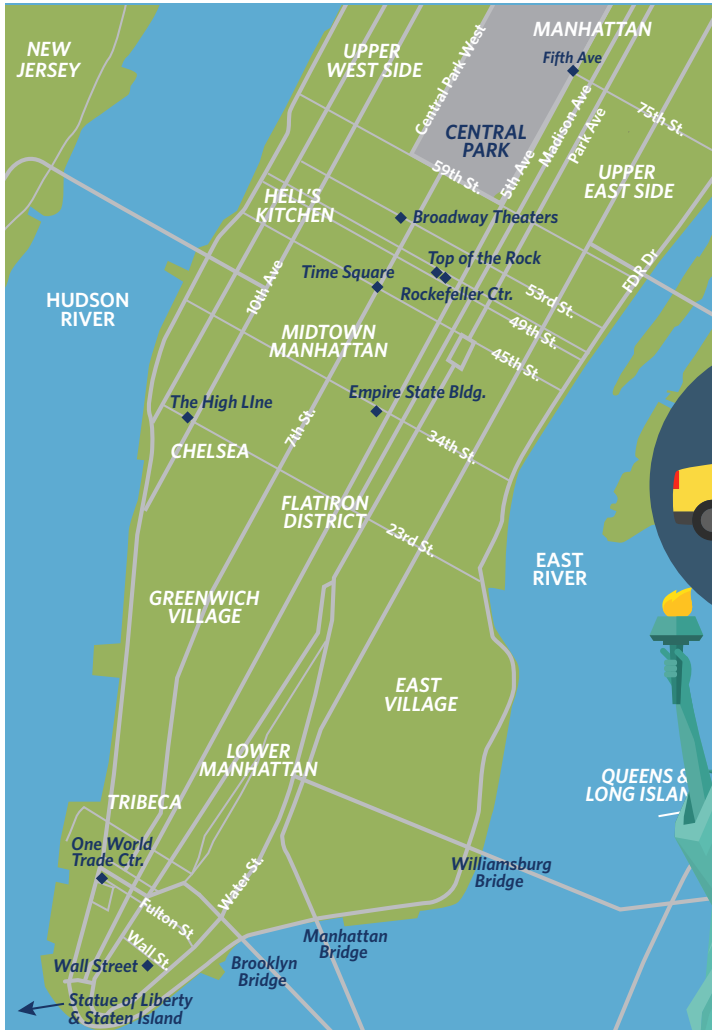 NEW
JERSEY
UPPER
WEST SIDE
Central Park West
MANHATTAN
Fifth Ave
CENTRAL
PARK
Madison Ave
Park Ave
75th St.
59th St.
5th Ave
UPPER
EAST SIDE
HELL'S
KITCHEN
Broadway Theaters
FDR Dr
Top of the Rock
Time Square
Rockefeller Ctr.
10th Ave
53rd St.
HUDSON
RIVER
49th St.
MIDTOWN
MANHATTAN
45th St.
Empire State Bldg.
The High LIne
7th St.
34th St.
CHELSEA
FLATIRON
DISTRICT
23rd St.
EAST
RIVER
GREENWICH
VILLAGE
EAST
VILLAGE
LOWER
MANHATTAN
QUEENS &
LONG ISLAN
TRIBECA
One World
Trade Ctr.
Water St.
Williamsburg
Bridge
Fulton St
Wall St.
Manhattan
Bridge
Wall Street
Brooklyn
Bridge
Statue of Liberty
& Staten Island